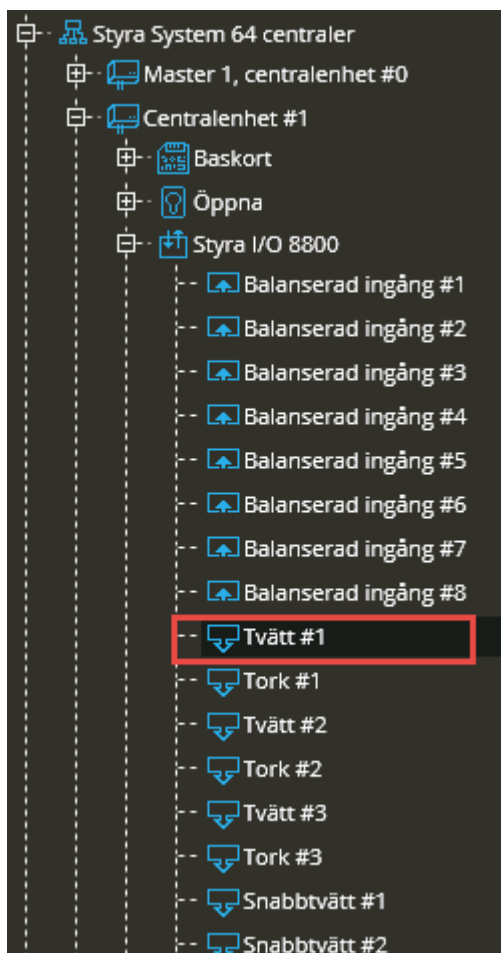 Styra System 64 centraler
Master 1, centralenhet #0
Centralenhet #1
Baskort
Öppna
Styra I/O 8800
Balanserad ingång #1
Balanserad ingång #2
Balanserad ingång #3
Balanserad ingång #4
Balanserad ingång #5
Balanserad ingång #6
Balanserad ingång #7
Balanserad ingång #8
Tvätt #1
Tork #1
Tvätt #2
Tork #2
Tvätt #3
Tork #3
Snabbtvätt #1
Snabbtvätt #2